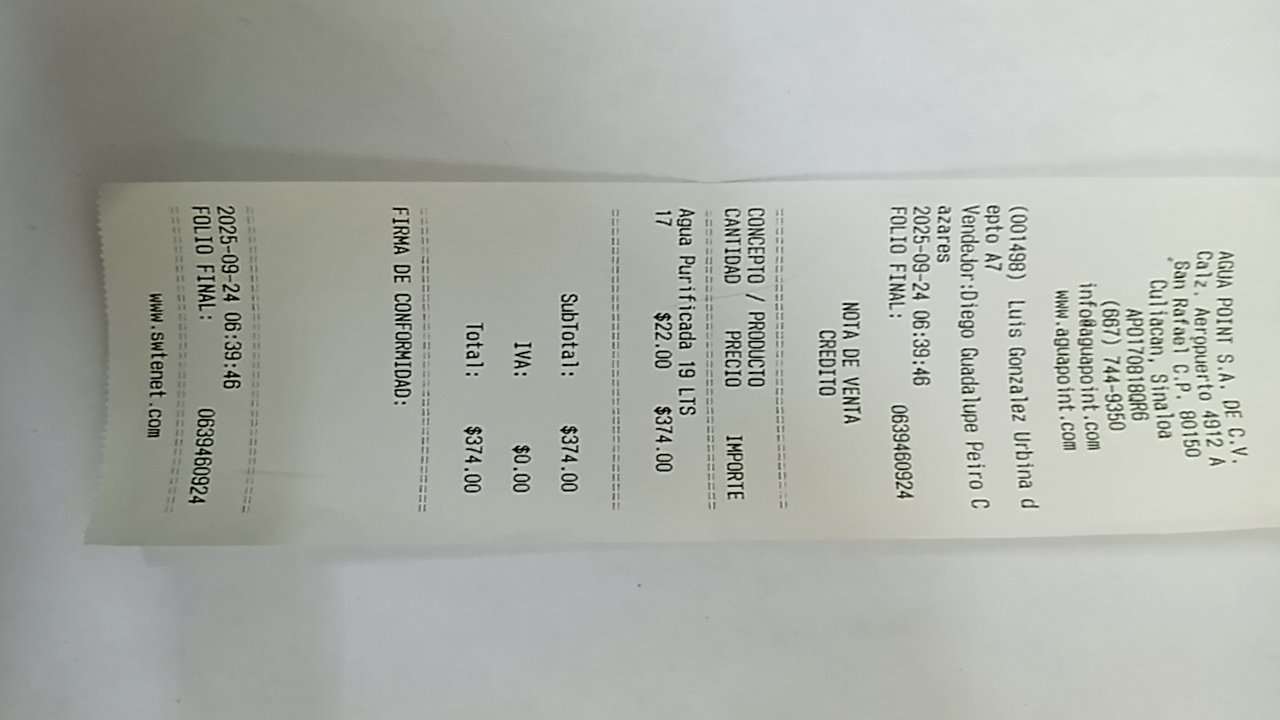 AGUA POINT S.A. DE C.V.
Calz. Aeropuerto 4912 A
San Rafael C.P. 80150
Culiacan, Sinaloa
APO170818QR6
(667) 744-9350
info@aguapoint.com
www.aguapoint.com
(001498) Luis Gonzalez Urbina d
epto A7
Vendedor:Diego Guadalupe Peiro C
azares
2025-09-24 06:39:46
FOLIO FINAL: 0639460924
NOTA DE VENTA
CREDITO
================================
CONCEPTO / PRODUCTO
CANTIDAD PRECIO IMPORTE
================================
Agua Purificada 19 LTS
17 $22.00 $374.00
================================
SubTotal: $374.00
IVA: $0.00
Total: $374.00
================================
FIRMA DE CONFORMIDAD:
================================
2025-09-24 06:39:46
FOLIO FINAL: 0639460924
================================
www.swtenet.com